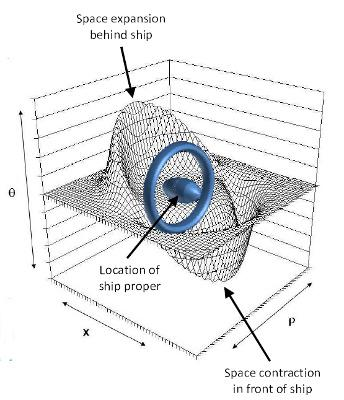 Space expansion
behind ship
θ
Location of
ship proper
x
ρ
Space contraction
in front of ship